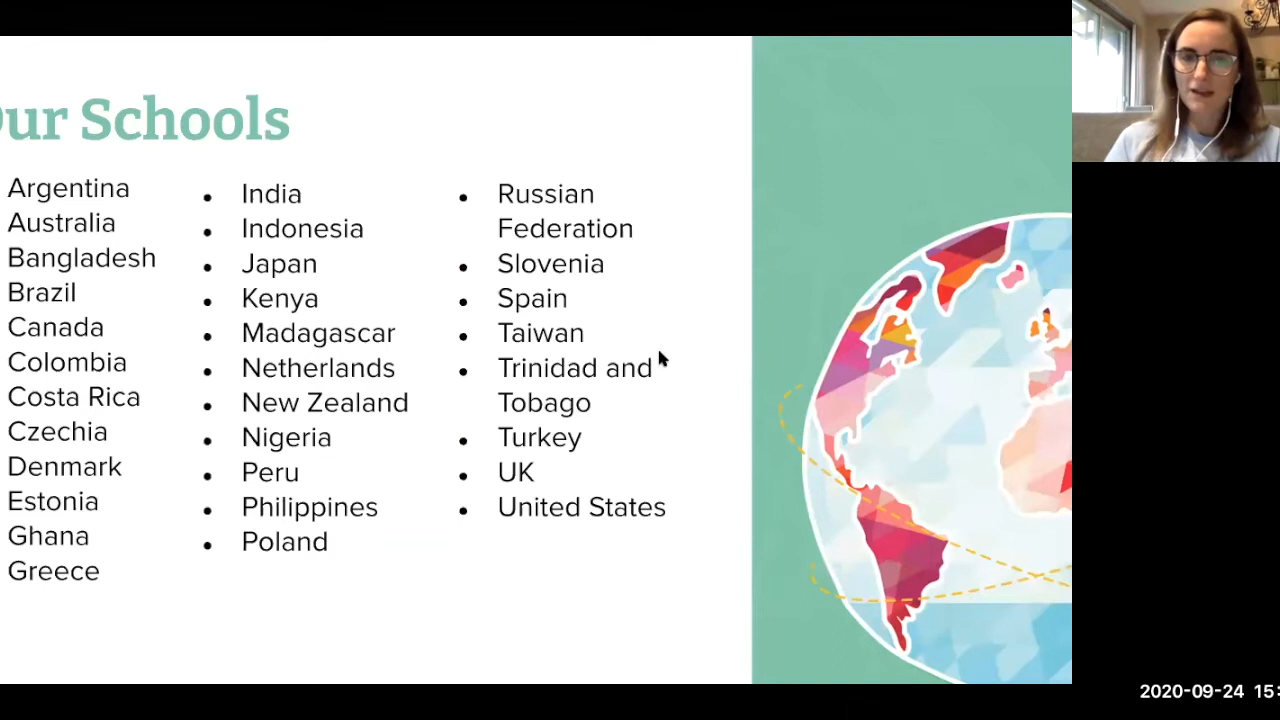 ur Schools
Argentina
Australia
Bangladesh
Brazil
Canada
Colombia
Costa Rica
Czechia
Denmark
Estonia
Ghana
Greece
• India
• Indonesia
• Japan
• Kenya
• Madagascar
• Netherlands
• New Zealand
• Nigeria
• Peru
• Philippines
• Poland
• Russian
Federation
• Slovenia
• Spain
• Taiwan
• Trinidad and
Tobago
• Turkey
• UK
• United States
2020-09-24 15: